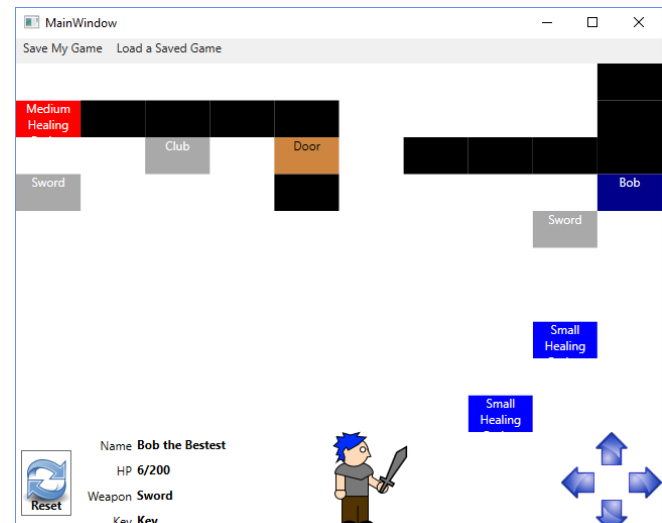 MainWindow
Save My Game Load a Saved Game
Medium
Healing
Club
Door
Sword
Bob
Sword
Small
Healing
Small
Healing
Name Bob the Bestest
HP 6/200
Weapon Sword
Key Key
Reset